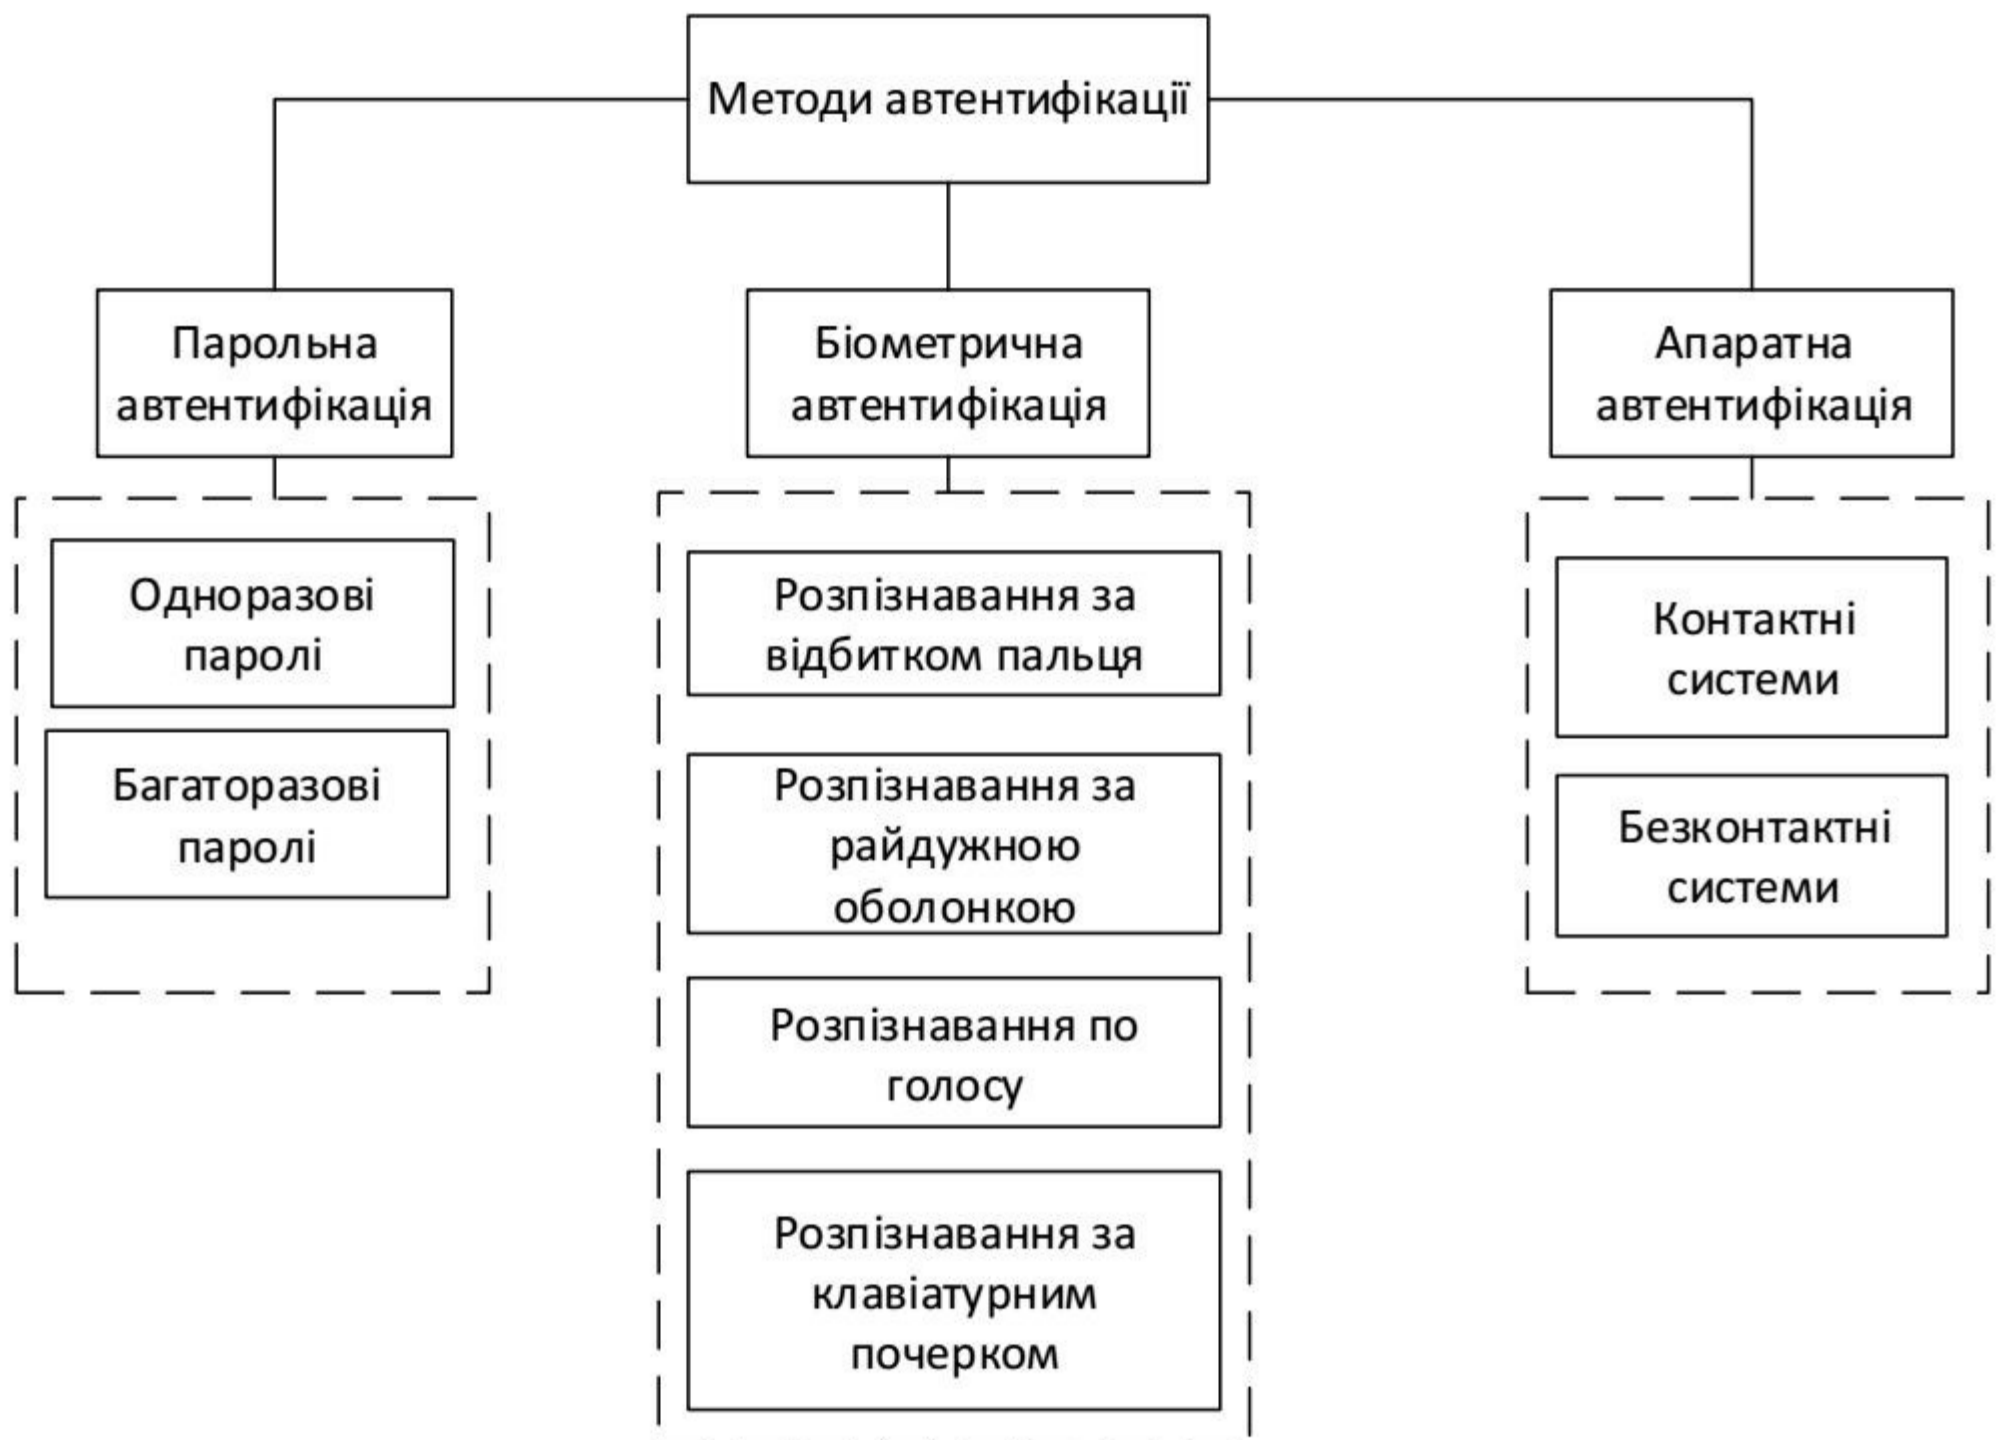 Методи автентифікації
Парольна
автентифікація
Біометрична
автентифікація
Апаратна
автентифікація
Одноразові
паролі
Багаторазові
паролі
Розпізнавання за
відбитком пальця
Розпізнавання за
райдужною
оболонкою
Розпізнавання по
голосу
Розпізнавання за
клавіатурним
почерком
Контактні
системи
Безконтактні
системи